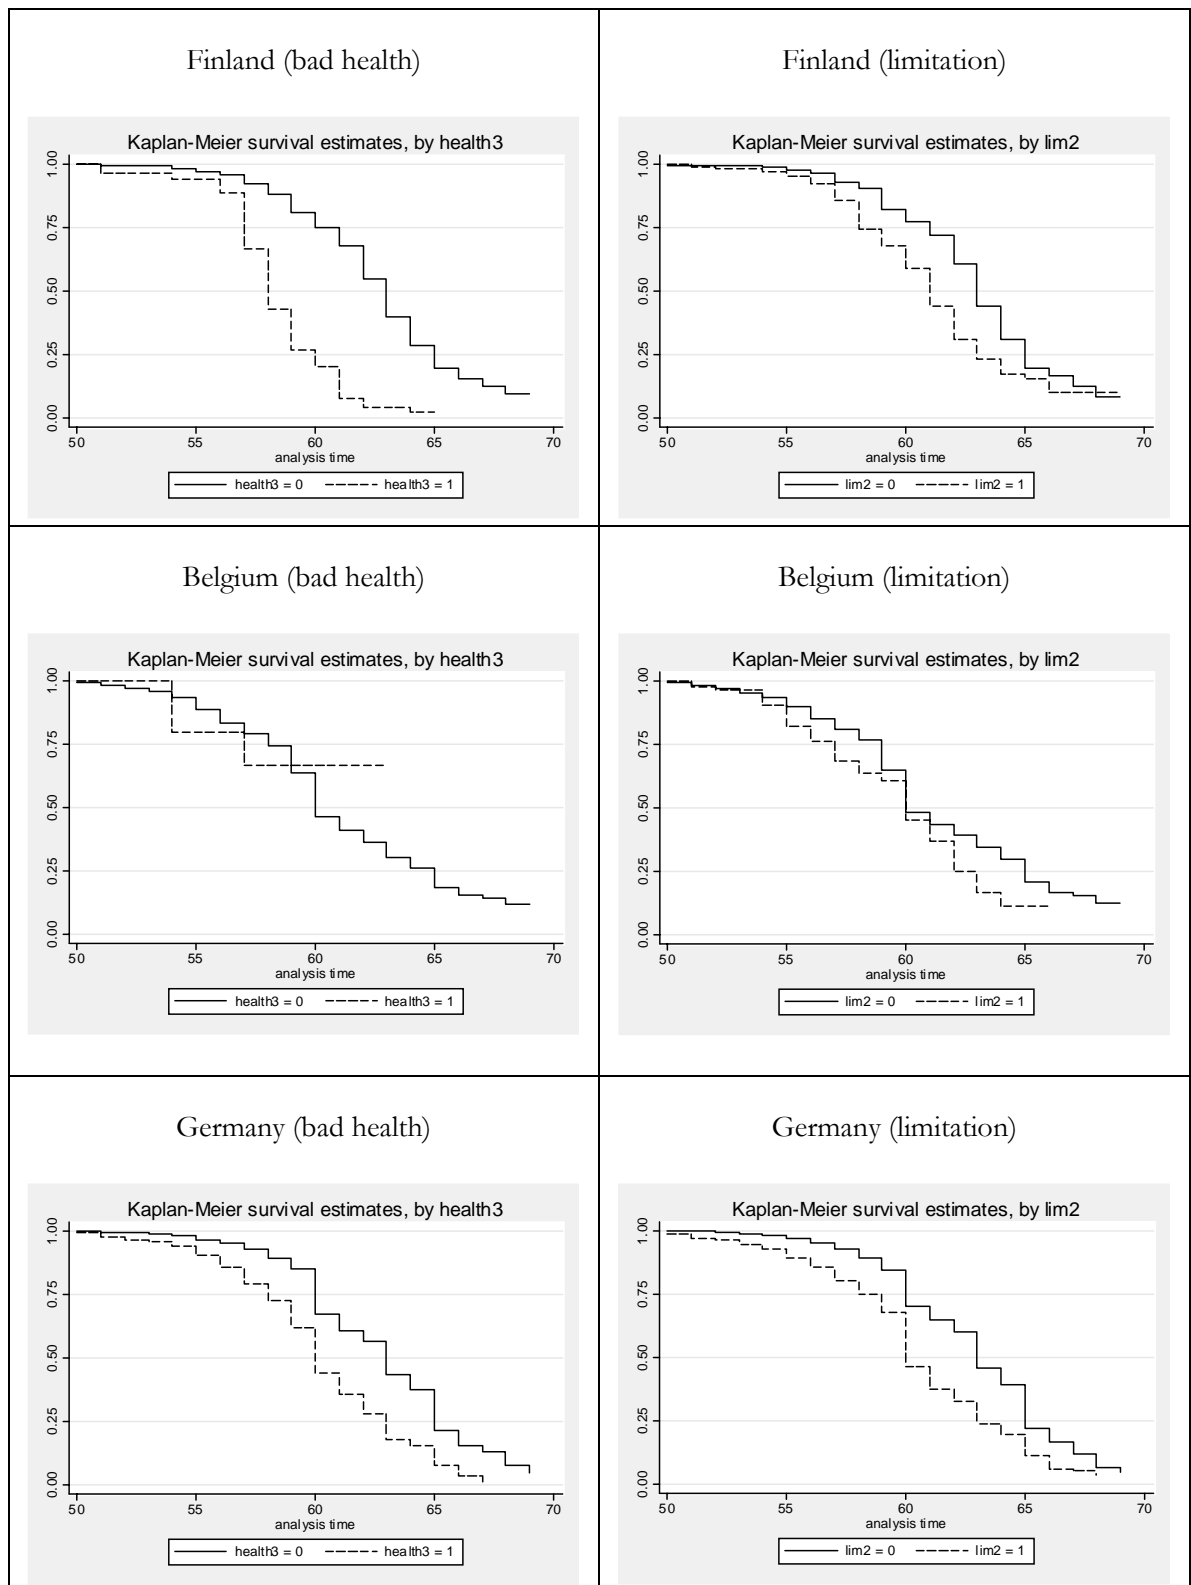 Finland (bad health)
Kaplan-Meier survival estimates, by health3
1.00
0.75
0.50
0.25
0.00
50 55 60 65 70
analysis time
health3 = 0 health3 = 1
Finland (limitation)
Kaplan-Meier survival estimates, by lim2
1.00
0.75
0.50
0.25
0.00
50 55 60 65 70
analysis time
lim2 = 0 lim2 = 1
Belgium (bad health)
Kaplan-Meier survival estimates, by health3
1.00
0.75
0.50
0.25
0.00
50 55 60 65 70
analysis time
health3 = 0 health3 = 1
Belgium (limitation)
Kaplan-Meier survival estimates, by lim2
1.00
0.75
0.50
0.25
0.00
50 55 60 65 70
analysis time
lim2 = 0 lim2 = 1
Germany (bad health)
Kaplan-Meier survival estimates, by health3
1.00
0.75
0.50
0.25
0.00
50 55 60 65 70
analysis time
health3 = 0 health3 = 1
Germany (limitation)
Kaplan-Meier survival estimates, by lim2
1.00
0.75
0.50
0.25
0.00
50 55 60 65 70
analysis time
lim2 = 0 lim2 = 1